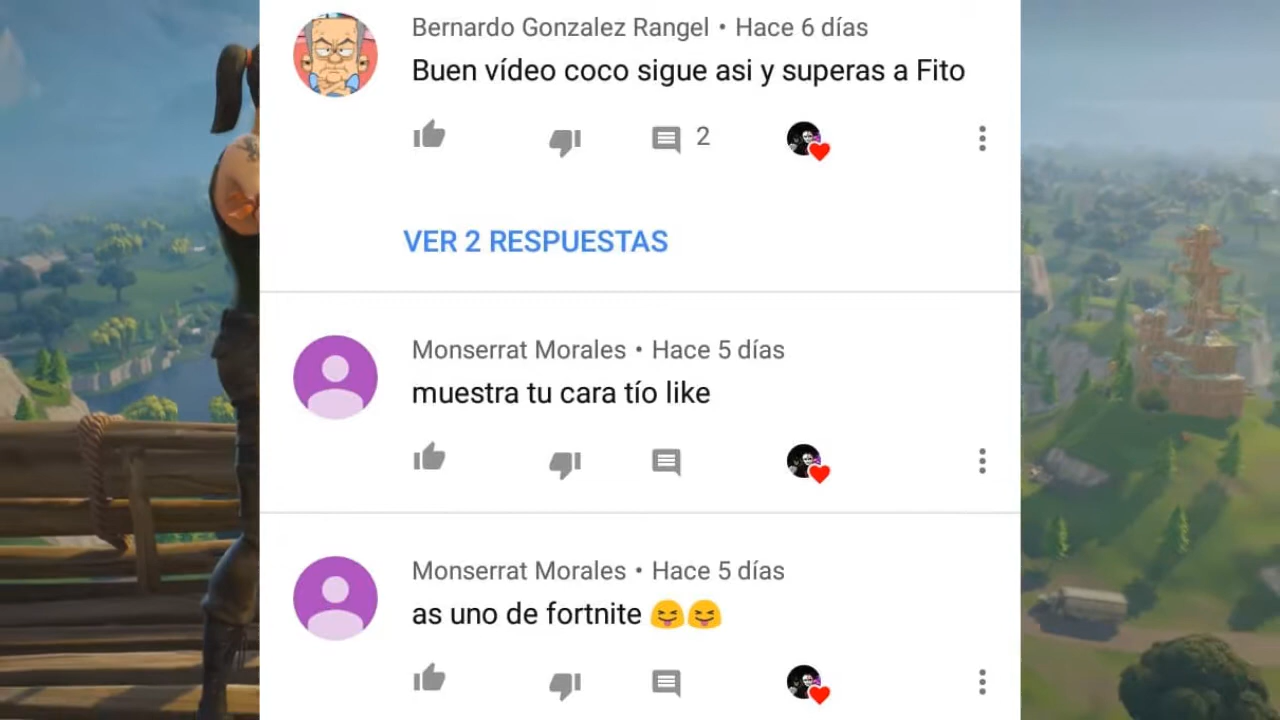 Bernardo Gonzalez Rangel • Hace 6 días
Buen vídeo coco sigue asi y superas a Fito
2
VER 2 RESPUESTAS
Monserrat Morales • Hace 5 días
muestra tu cara tío like
Monserrat Morales • Hace 5 días
as uno de fortnite 😝😝